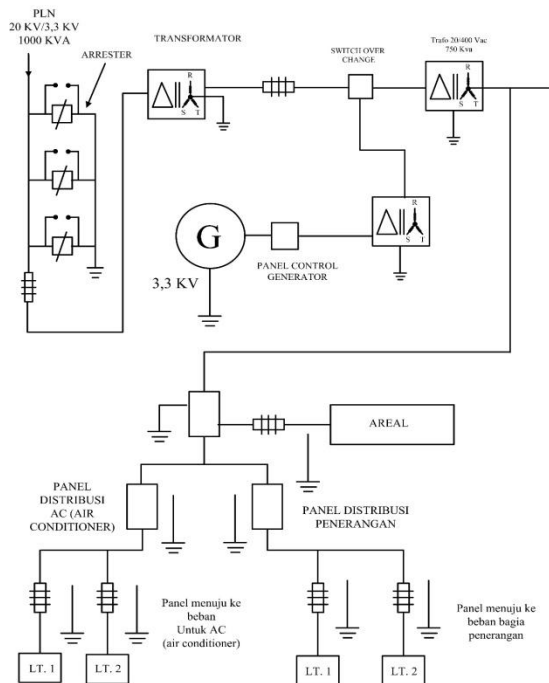 PLN
20 KV/3,3 KV
1000 KVA
ARRESTER
TRANSFORMATOR
R
S T
SWITCH OVER
CHANGE
Trafo 20/400 Vac
750 Kva
R
S T
G
3,3 KV
PANEL CONTROL
GENERATOR
R
S T
AREAL
PANEL
DISTRIBUSI
AC (AIR
CONDITIONER)
PANEL DISTRIBUSI
PENERANGAN
Panel menuju ke
beban
Untuk AC
(air conditioner)
Panel menuju ke
beban bagia
penerangan
LT. 1
LT. 2
LT. 1
LT. 2